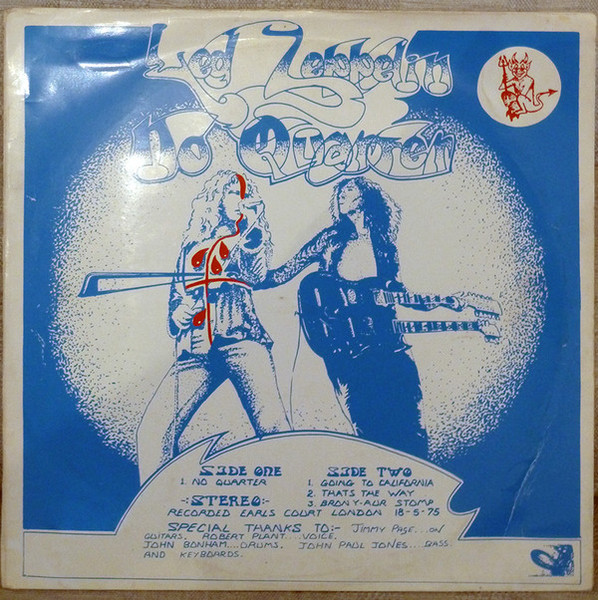 Led Zeppelin
No Quarter
SIDE ONE
1. NO QUARTER
-:STEREO:-
SIDE TWO
1. GOING TO CALIFORNIA
2. THATS THE WAY
3. BRON Y-AUR STOMP
RECORDED EARLS COURT LONDON 18-5-75
SPECIAL THANKS TO:- JIMMY PAGE...ON
GUITARS. ROBERT PLANT....VOICE.
JOHN BONHAM....DRUMS. JOHN PAUL JONES....BASS
AND KEYBOARDS.